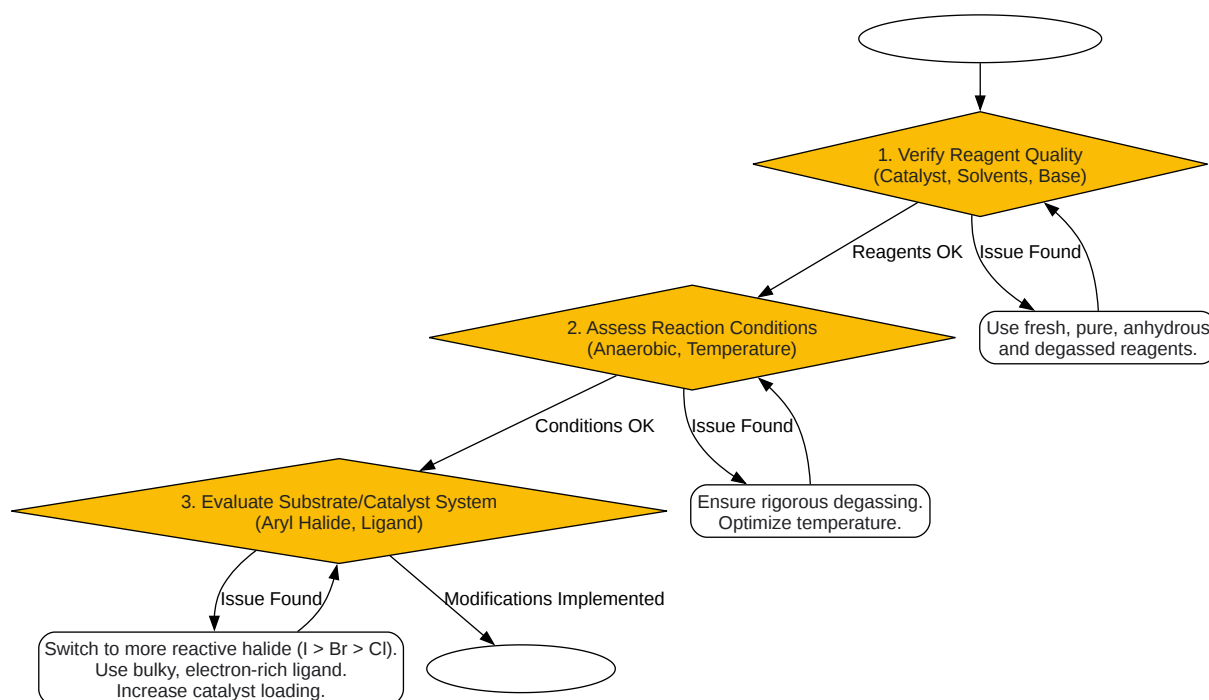 1. Verify Reagent Quality
(Catalyst, Solvents, Base)
Reagents OK
Issue Found
Use fresh, pure, anhydrous
and degassed reagents.
2. Assess Reaction Conditions
(Anaerobic, Temperature)
Conditions OK
Issue Found
Ensure rigorous degassing.
Optimize temperature.
3. Evaluate Substrate/Catalyst System
(Aryl Halide, Ligand)
Issue Found
Modifications Implemented
Switch to more reactive halide (I > Br > Cl).
Use bulky, electron-rich ligand.
Increase catalyst loading.